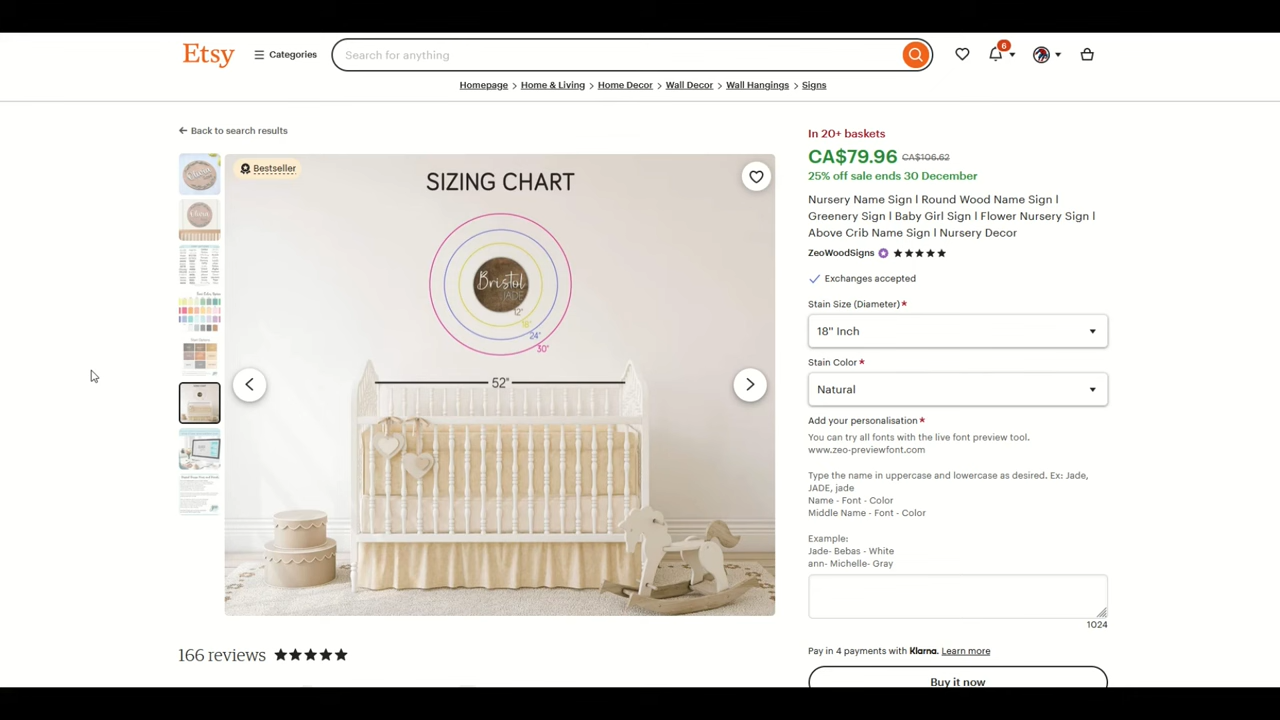 Etsy
Categories
Search for anything
6
Homepage > Home & Living > Home Decor > Wall Decor > Wall Hangings > Signs
Back to search results
Bestseller
SIZING CHART
Bristol
JADE
12"
18"
24"
30"
52"
166 reviews
In 20+ baskets
CA$79.96 CA$106.62
25% off sale ends 30 December
Nursery Name Sign l Round Wood Name Sign l
Greenery Sign l Baby Girl Sign l Flower Nursery Sign l
Above Crib Name Sign l Nursery Decor
ZeoWoodSigns
Exchanges accepted
Stain Size (Diameter)*
18'' Inch
Stain Color *
Natural
Add your personalisation *
You can try all fonts with the live font preview tool.
www.zeo-previewfont.com
Type the name in uppercase and lowercase as desired. Ex: Jade,
JADE, jade
Name - Font - Color
Middle Name - Font - Color
Example:
Jade- Bebas - White
ann- Michelle- Gray
1024
Pay in 4 payments with Klarna. Learn more
Buy it now